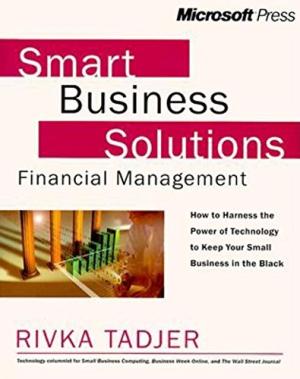 Microsoft Press
Smart
Business
Solutions
Financial Management
How to Harness the
Power of Technology
to Keep Your Small
Business in the Black
RIVKA TADJER
Technology columnist for Small Business Computing, Business Week Online, and The Wall Street Journal